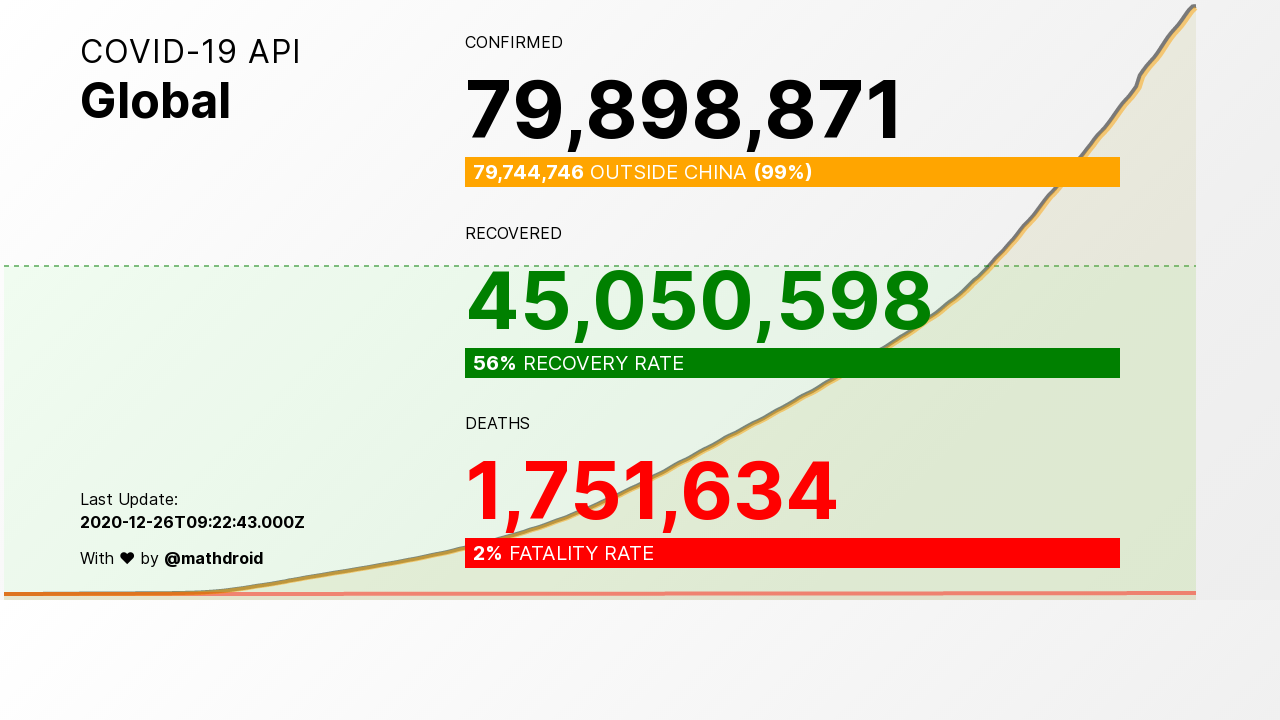 COVID-19 API
Global
CONFIRMED
79,898,871
79,744,746 OUTSIDE CHINA (99%)
RECOVERED
45,050,598
56% RECOVERY RATE
DEATHS
1,751,634
2% FATALITY RATE
Last Update:
2020-12-26T09:22:43.000Z
With ♥ by @mathdroid